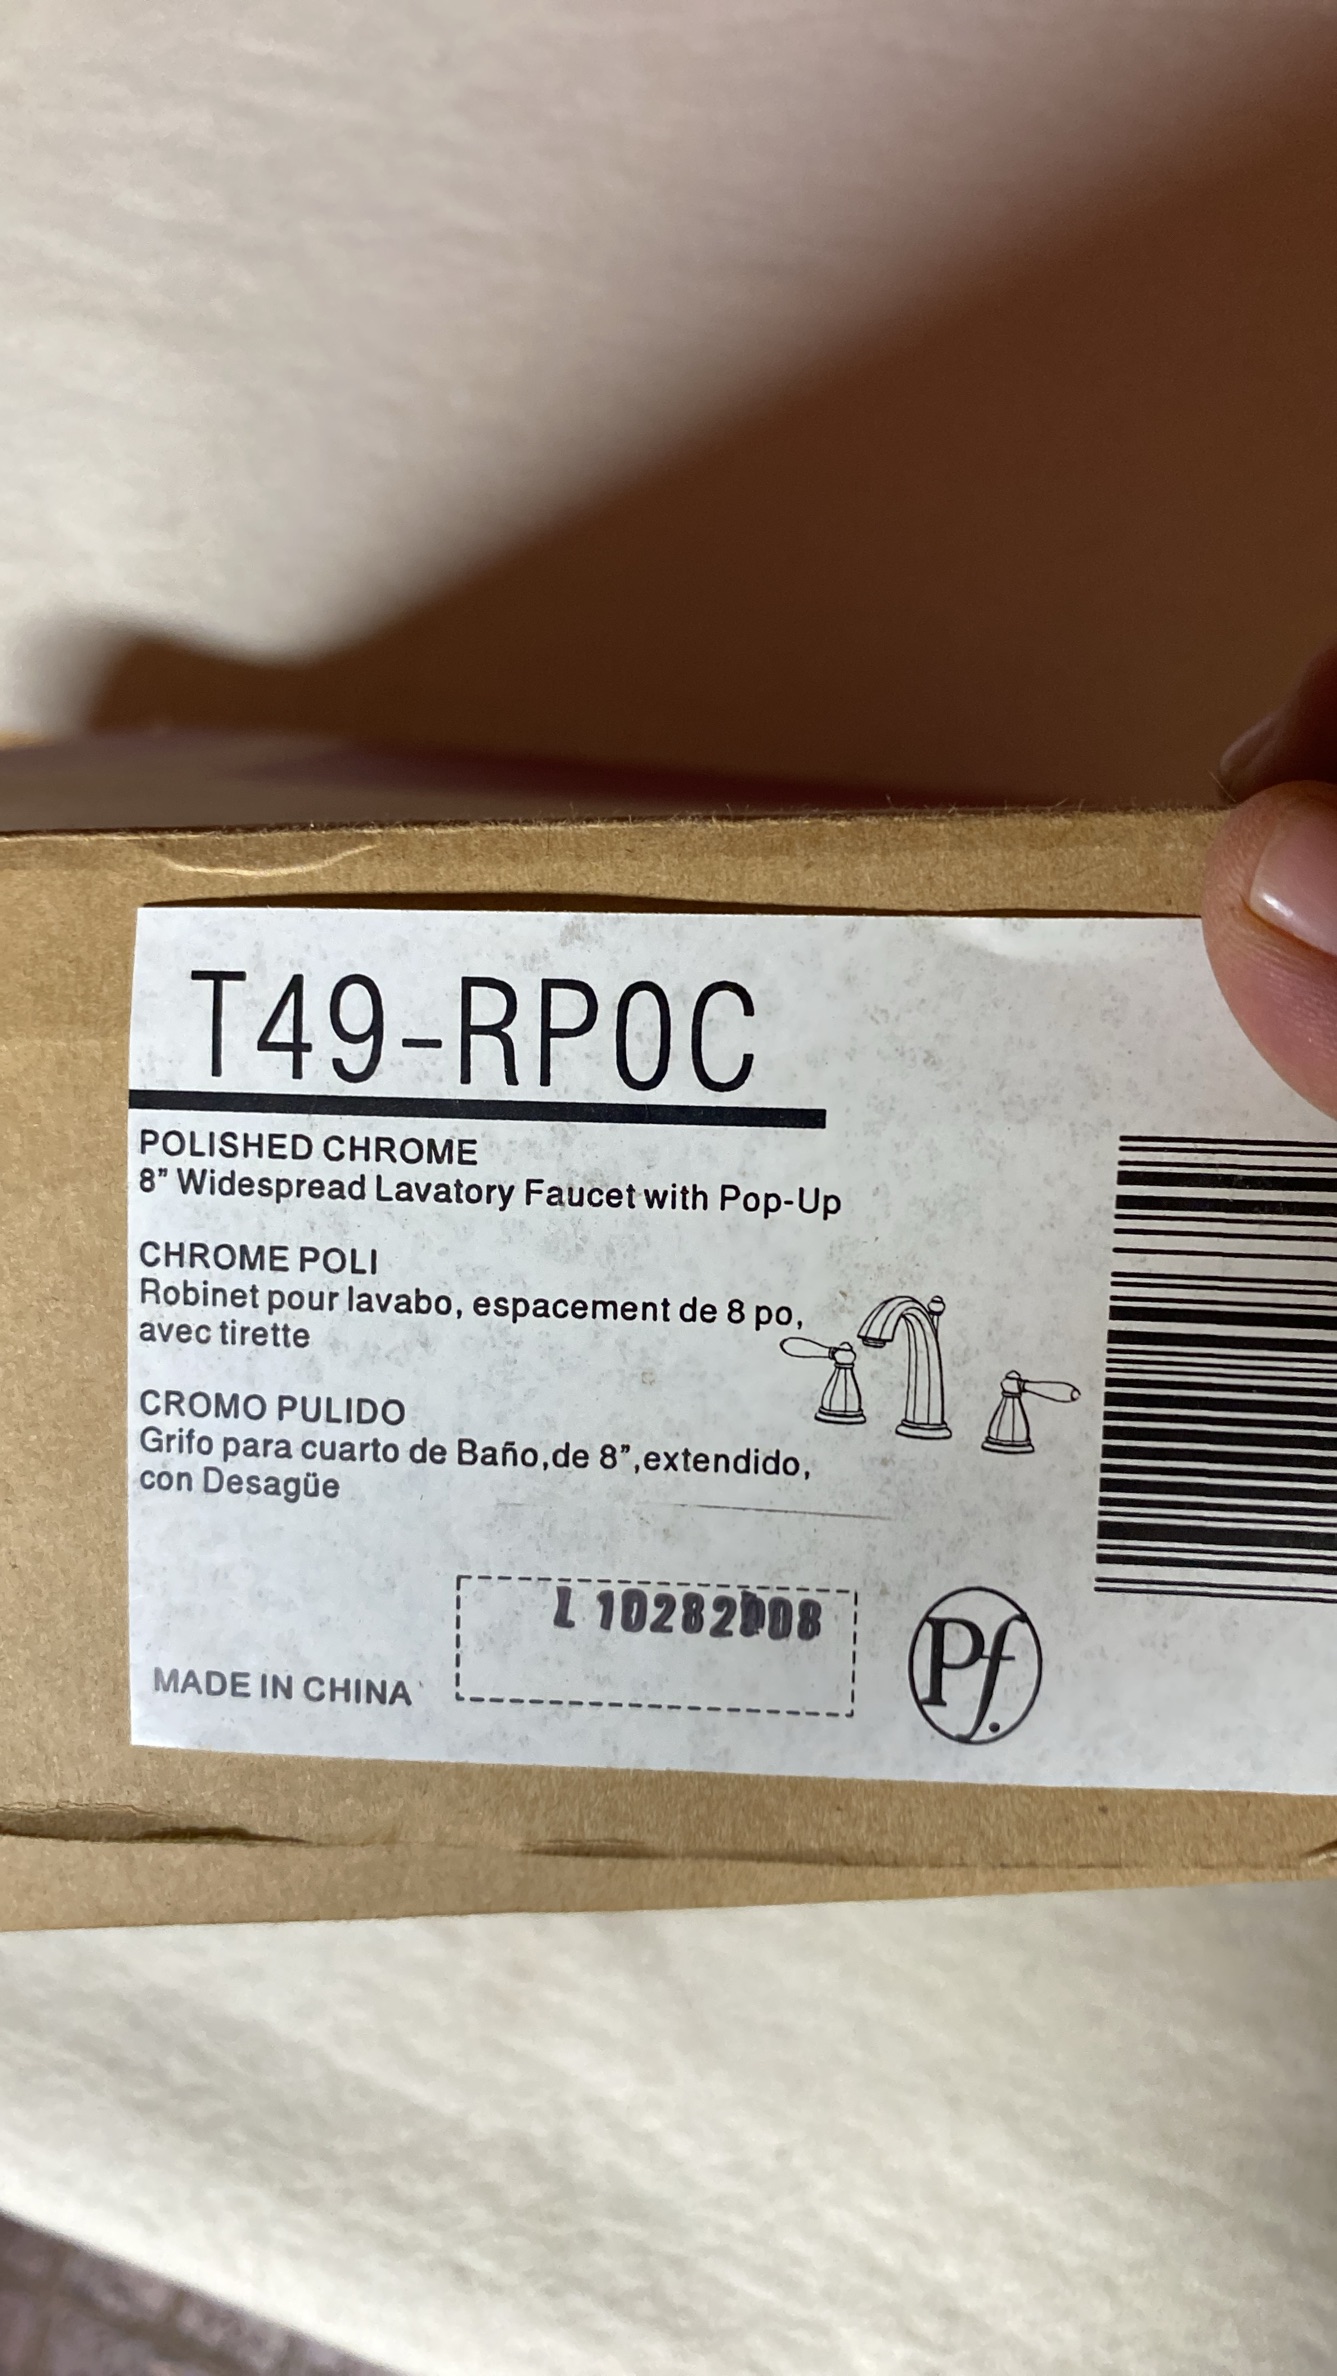 T49-RP0C
POLISHED CHROME
8” Widespread Lavatory Faucet with Pop-Up
CHROME POLI
Robinet pour lavabo, espacement de 8 po,
avec tirette
CROMO PULIDO
Grifo para cuarto de Baño,de 8”,extendido,
con Desagüe
L 10282008
MADE IN CHINA
Pf.